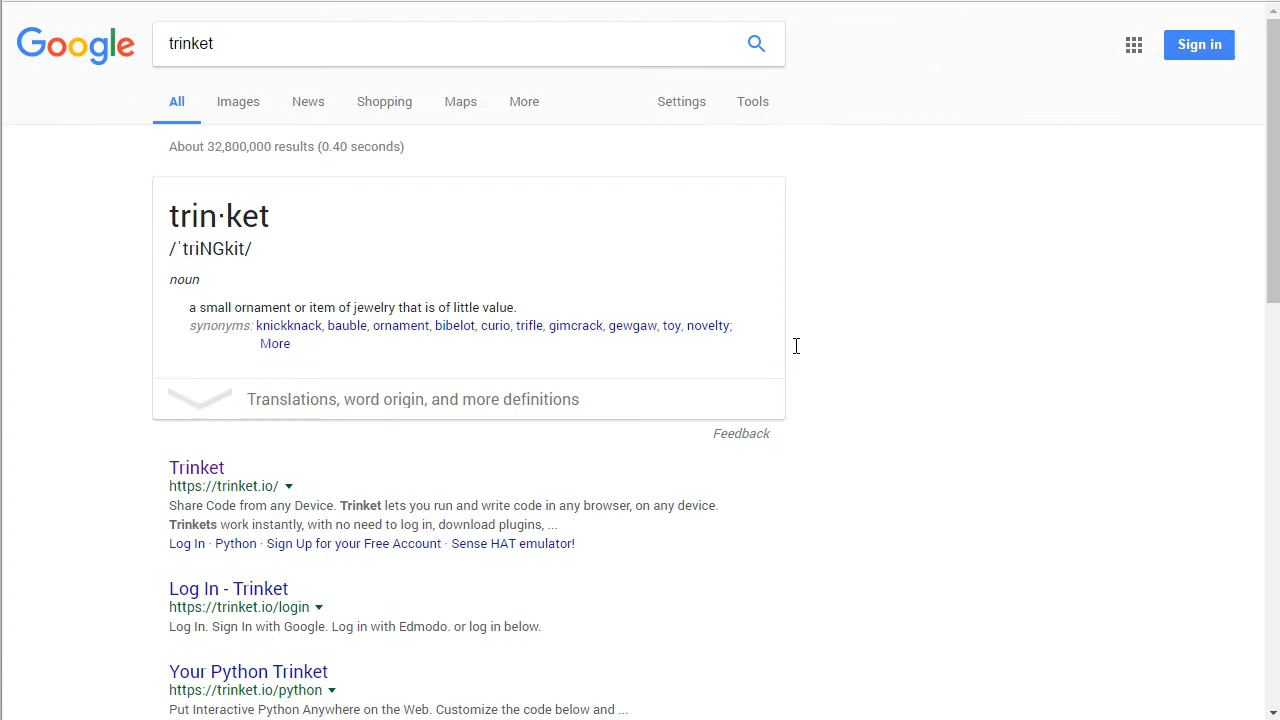 Google
trinket
Sign in
All Images News Shopping Maps More Settings Tools
About 32,800,000 results (0.40 seconds)
trin·ket
/ˈtriNGkit/
noun
a small ornament or item of jewelry that is of little value.
synonyms: knickknack, bauble, ornament, bibelot, curio, trifle, gimcrack, gewgaw, toy, novelty;
More
Translations, word origin, and more definitions
Feedback
Trinket
https://trinket.io/
Share Code from any Device. Trinket lets you run and write code in any browser, on any device.
Trinkets work instantly, with no need to log in, download plugins, ...
Log In · Python · Sign Up for your Free Account · Sense HAT emulator!
Log In - Trinket
https://trinket.io/login
Log In. Sign In with Google. Log in with Edmodo. or log in below.
Your Python Trinket
https://trinket.io/python
Put Interactive Python Anywhere on the Web. Customize the code below and ...